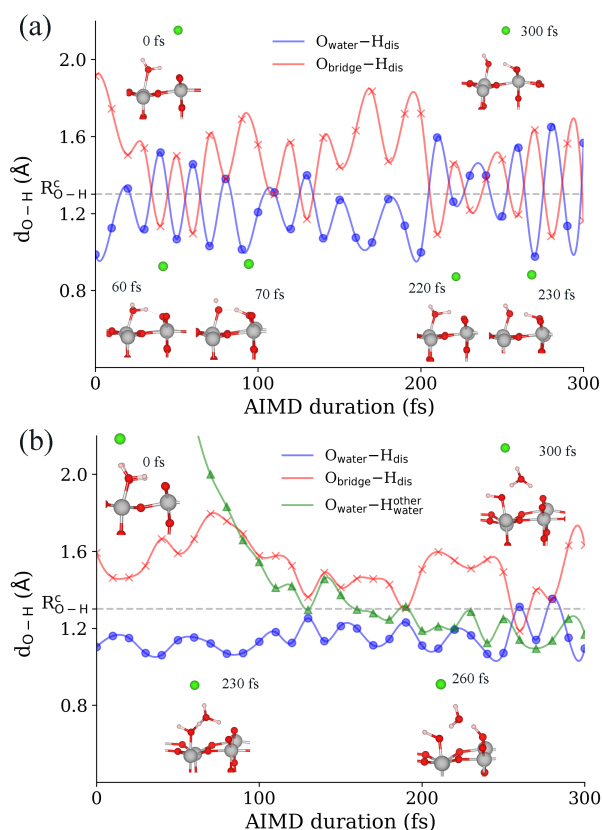 (a)
0 fs
O_water−H_dis
O_bridge−H_dis
300 fs
2.0
1.6
R^c_O−H
1.2
0.8
d_O−H (Å)
60 fs
70 fs
220 fs
230 fs
0
100
200
300
AIMD duration (fs)
(b)
0 fs
O_water−H_dis
O_bridge−H_dis
O_water−H^other_water
300 fs
2.0
1.6
R^c_O−H
1.2
0.8
d_O−H (Å)
230 fs
260 fs
0
100
200
300
AIMD duration (fs)